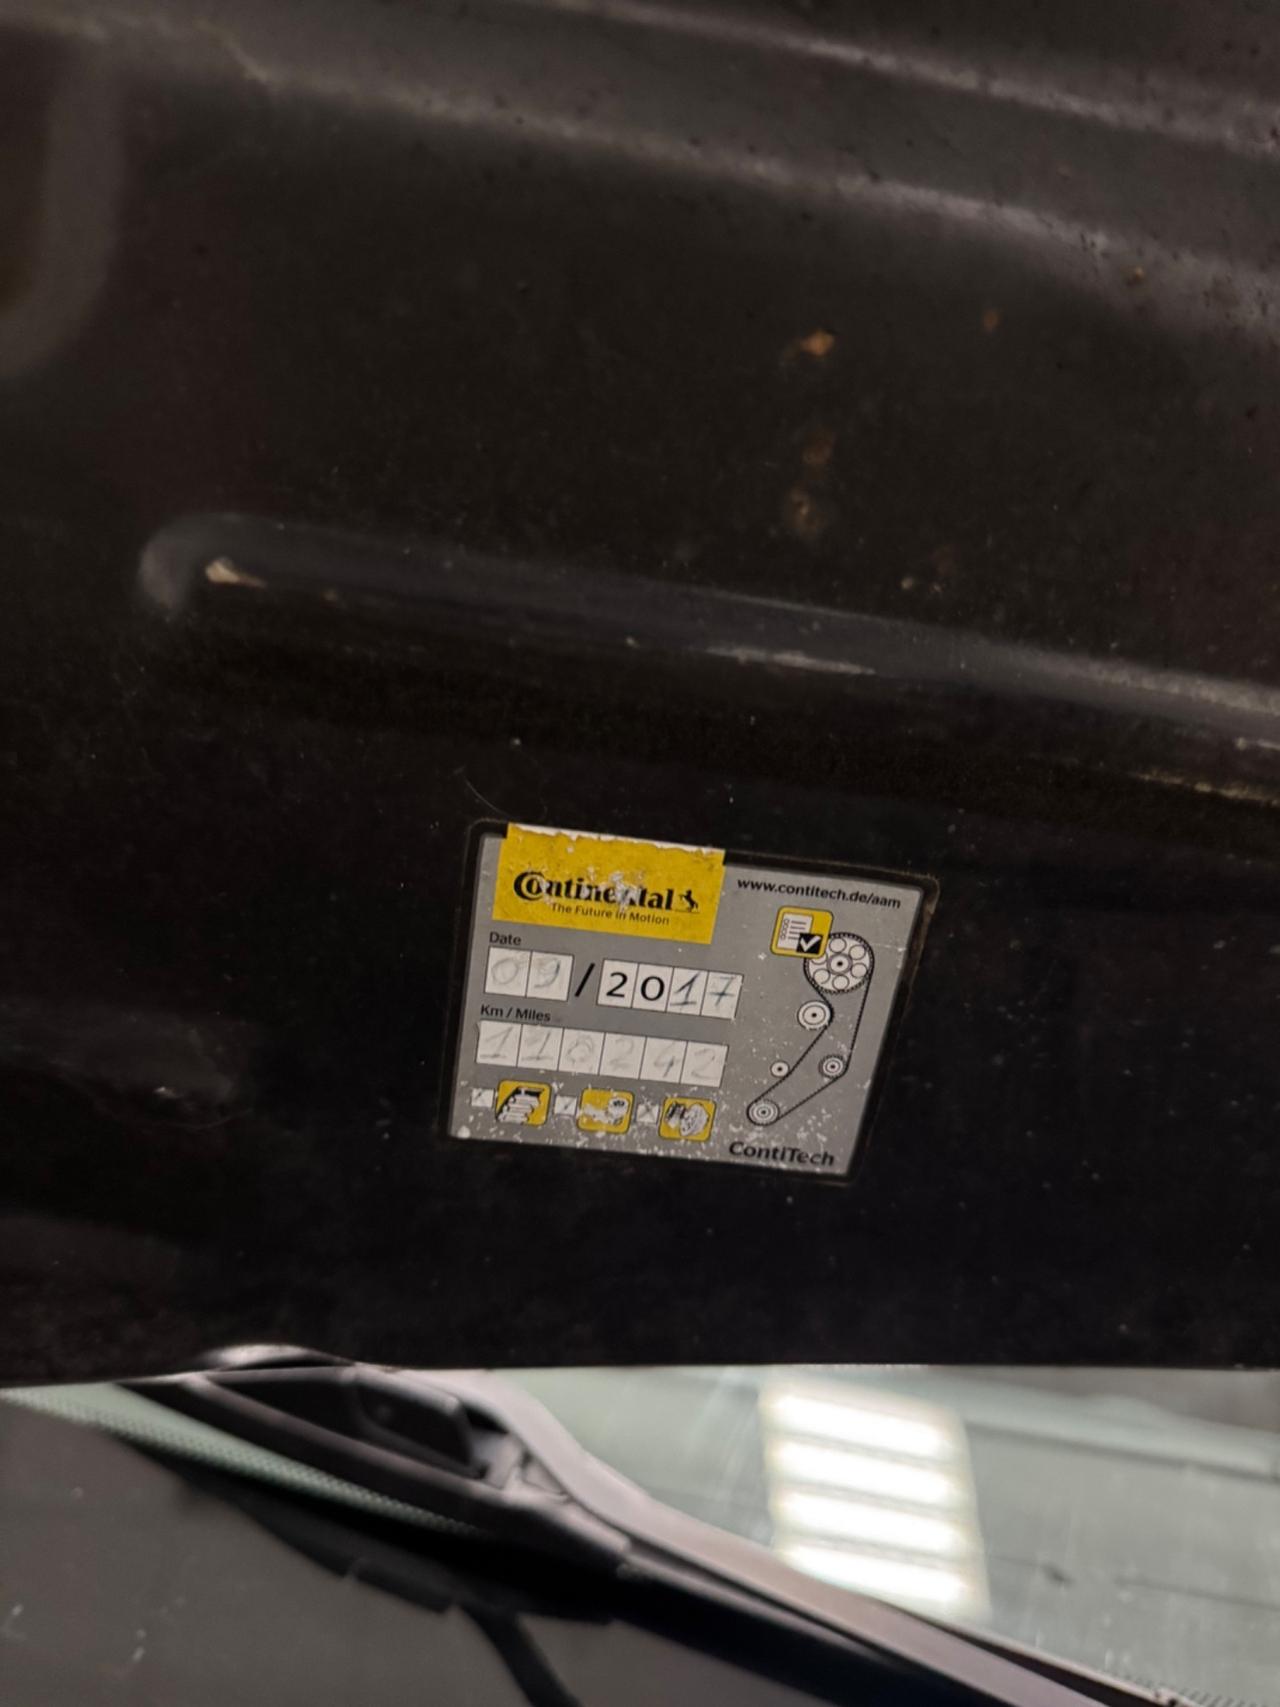 Continental
The Future in Motion
www.contitech.de/aam
Date
09/2017
Km / Miles
110242
ContiTech